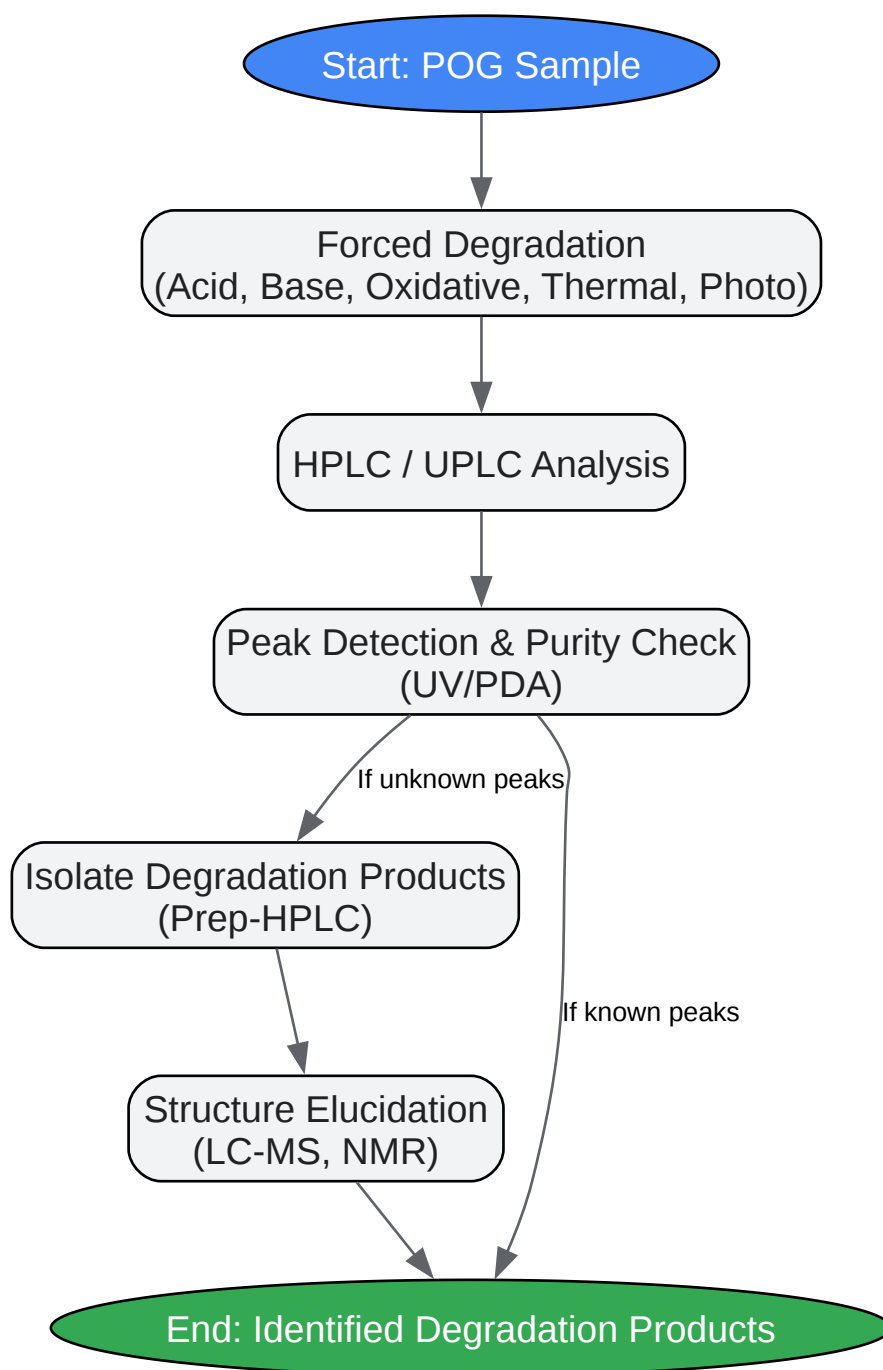 Start: POG Sample
Forced Degradation
(Acid, Base, Oxidative, Thermal, Photo)
HPLC / UPLC Analysis
Peak Detection & Purity Check
(UV/PDA)
If unknown peaks
Isolate Degradation Products
(Prep-HPLC)
If known peaks
Structure Elucidation
(LC-MS, NMR)
End: Identified Degradation Products